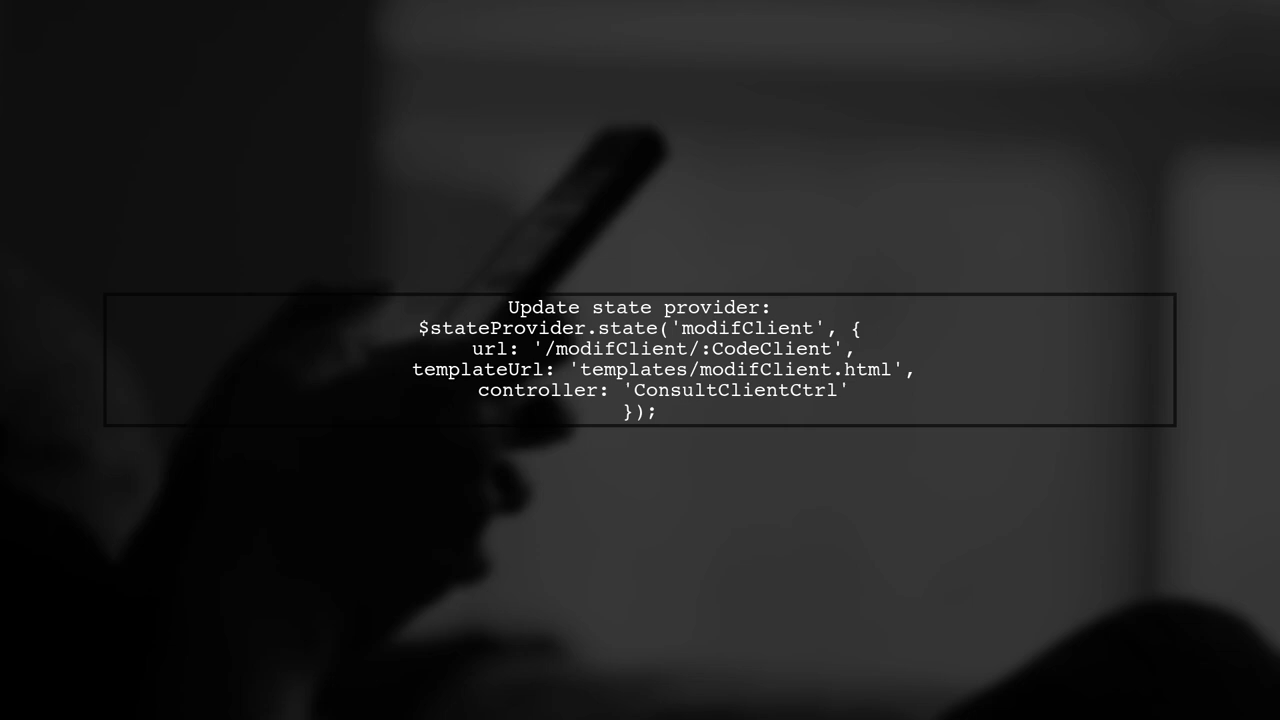 Update state provider:
$stateProvider.state('modifClient', {
url: '/modifClient/:CodeClient',
templateUrl: 'templates/modifClient.html',
controller: 'ConsultClientCtrl'
});